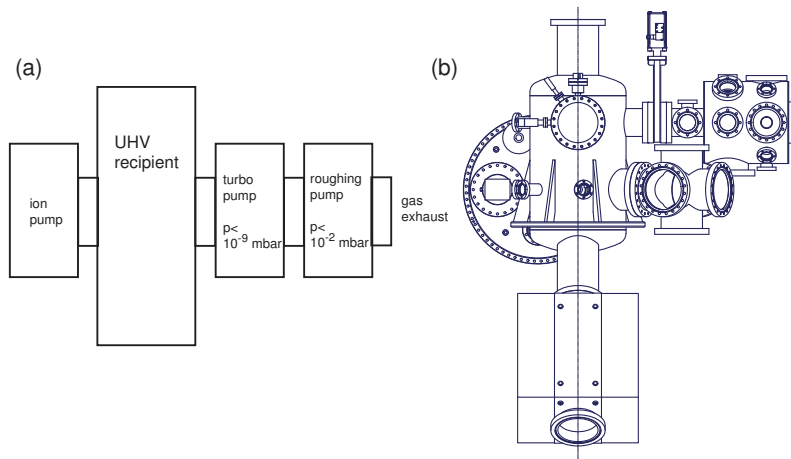 (a)
(b)
UHV
recipient
ion
pump
turbo
pump
p<
10⁻⁹ mbar
roughing
pump
p<
10⁻² mbar
gas
exhaust